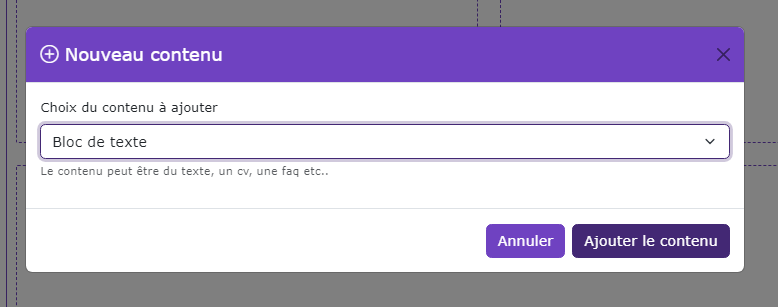 Nouveau contenu
Choix du contenu à ajouter
Bloc de texte
Le contenu peut être du texte, un cv, une faq etc..
Annuler
Ajouter le contenu